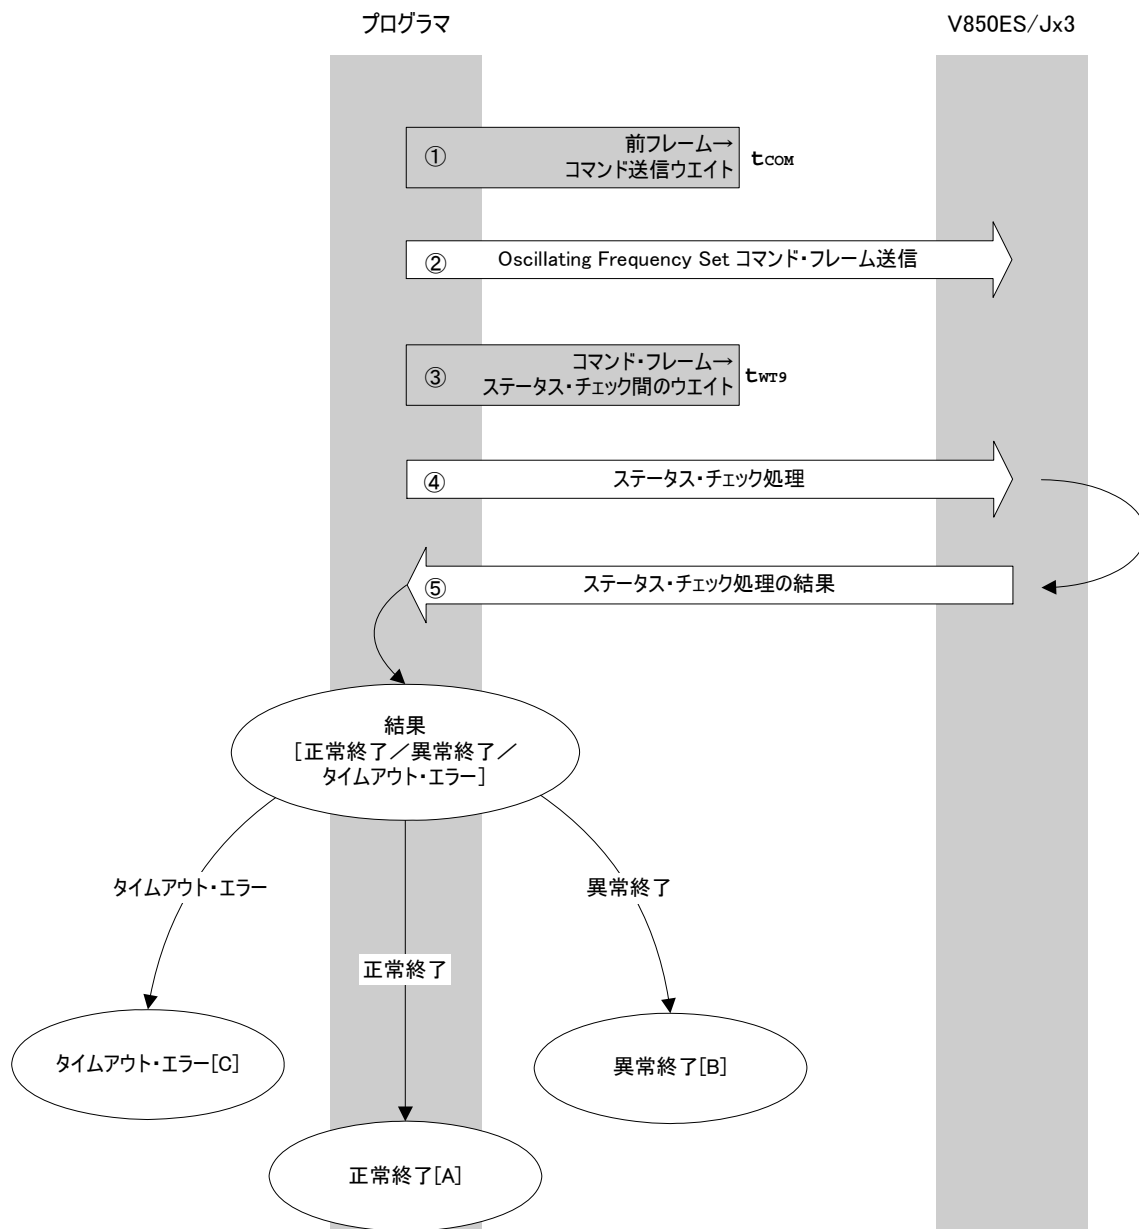 プログラマ
V850ES/Jx3
①
前フレーム→
コマンド送信ウエイト
tCOM
②
Oscillating Frequency Set コマンド・フレーム送信
③
コマンド・フレーム→
ステータス・チェック間のウエイト
tWT9
④
ステータス・チェック処理
⑤
ステータス・チェック処理の結果
結果
[正常終了／異常終了／
タイムアウト・エラー]
タイムアウト・エラー
異常終了
正常終了
タイムアウト・エラー[C]
異常終了[B]
正常終了[A]